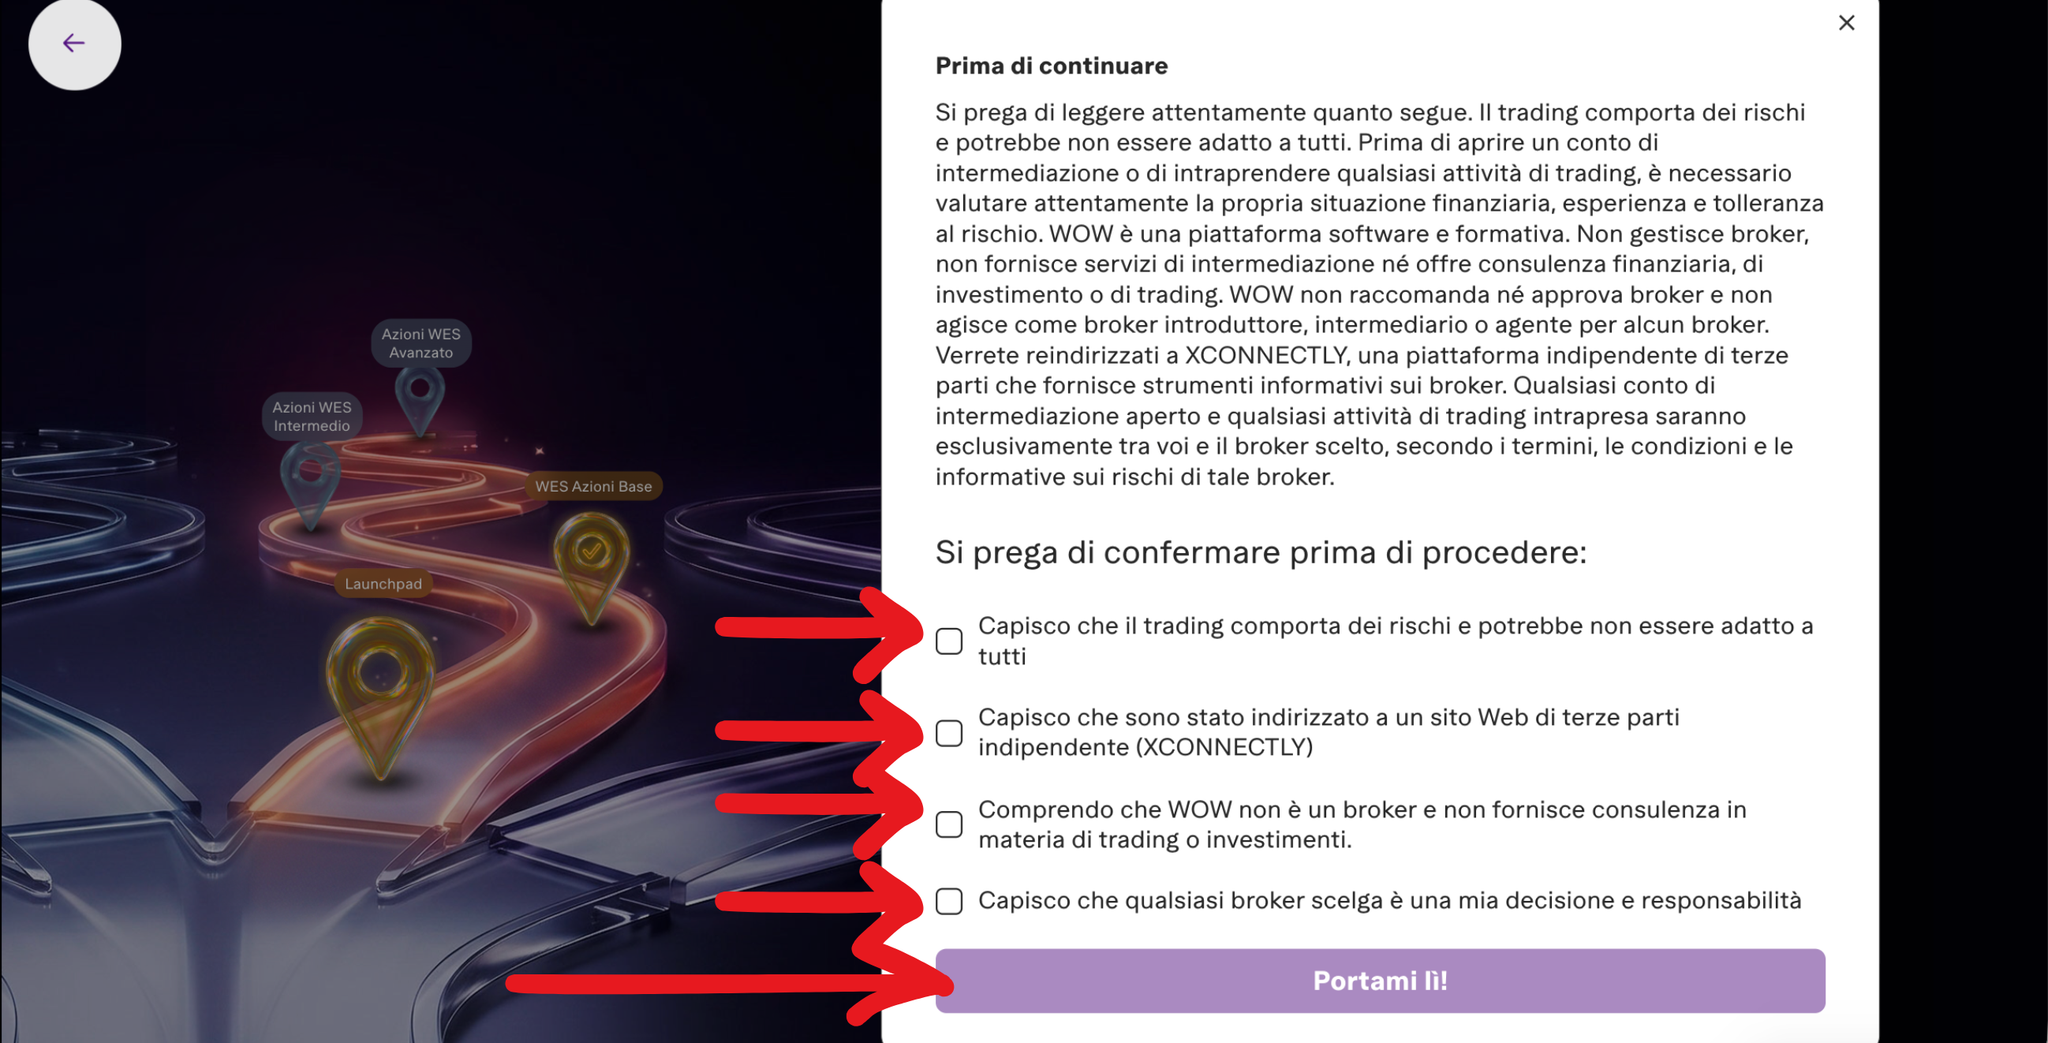 Prima di continuare
Si prega di leggere attentamente quanto segue. Il trading comporta dei rischi
e potrebbe non essere adatto a tutti. Prima di aprire un conto di
intermediazione o di intraprendere qualsiasi attività di trading, è necessario
valutare attentamente la propria situazione finanziaria, esperienza e tolleranza
al rischio. WOW è una piattaforma software e formativa. Non gestisce broker,
non fornisce servizi di intermediazione né offre consulenza finanziaria, di
investimento o di trading. WOW non raccomanda né approva broker e non
agisce come broker introduttore, intermediario o agente per alcun broker.
Verrete reindirizzati a XCONNECTLY, una piattaforma indipendente di terze
parti che fornisce strumenti informativi sui broker. Qualsiasi conto di
intermediazione aperto e qualsiasi attività di trading intrapresa saranno
esclusivamente tra voi e il broker scelto, secondo i termini, le condizioni e le
informative sui rischi di tale broker.
Si prega di confermare prima di procedere:
Capisco che il trading comporta dei rischi e potrebbe non essere adatto a
tutti
Capisco che sono stato indirizzato a un sito Web di terze parti
indipendente (XCONNECTLY)
Comprendo che WOW non è un broker e non fornisce consulenza in
materia di trading o investimenti.
Capisco che qualsiasi broker scelga è una mia decisione e responsabilità
Portami lì!
Azioni WES
Avanzato
Azioni WES
Intermedio
WES Azioni Base
Launchpad